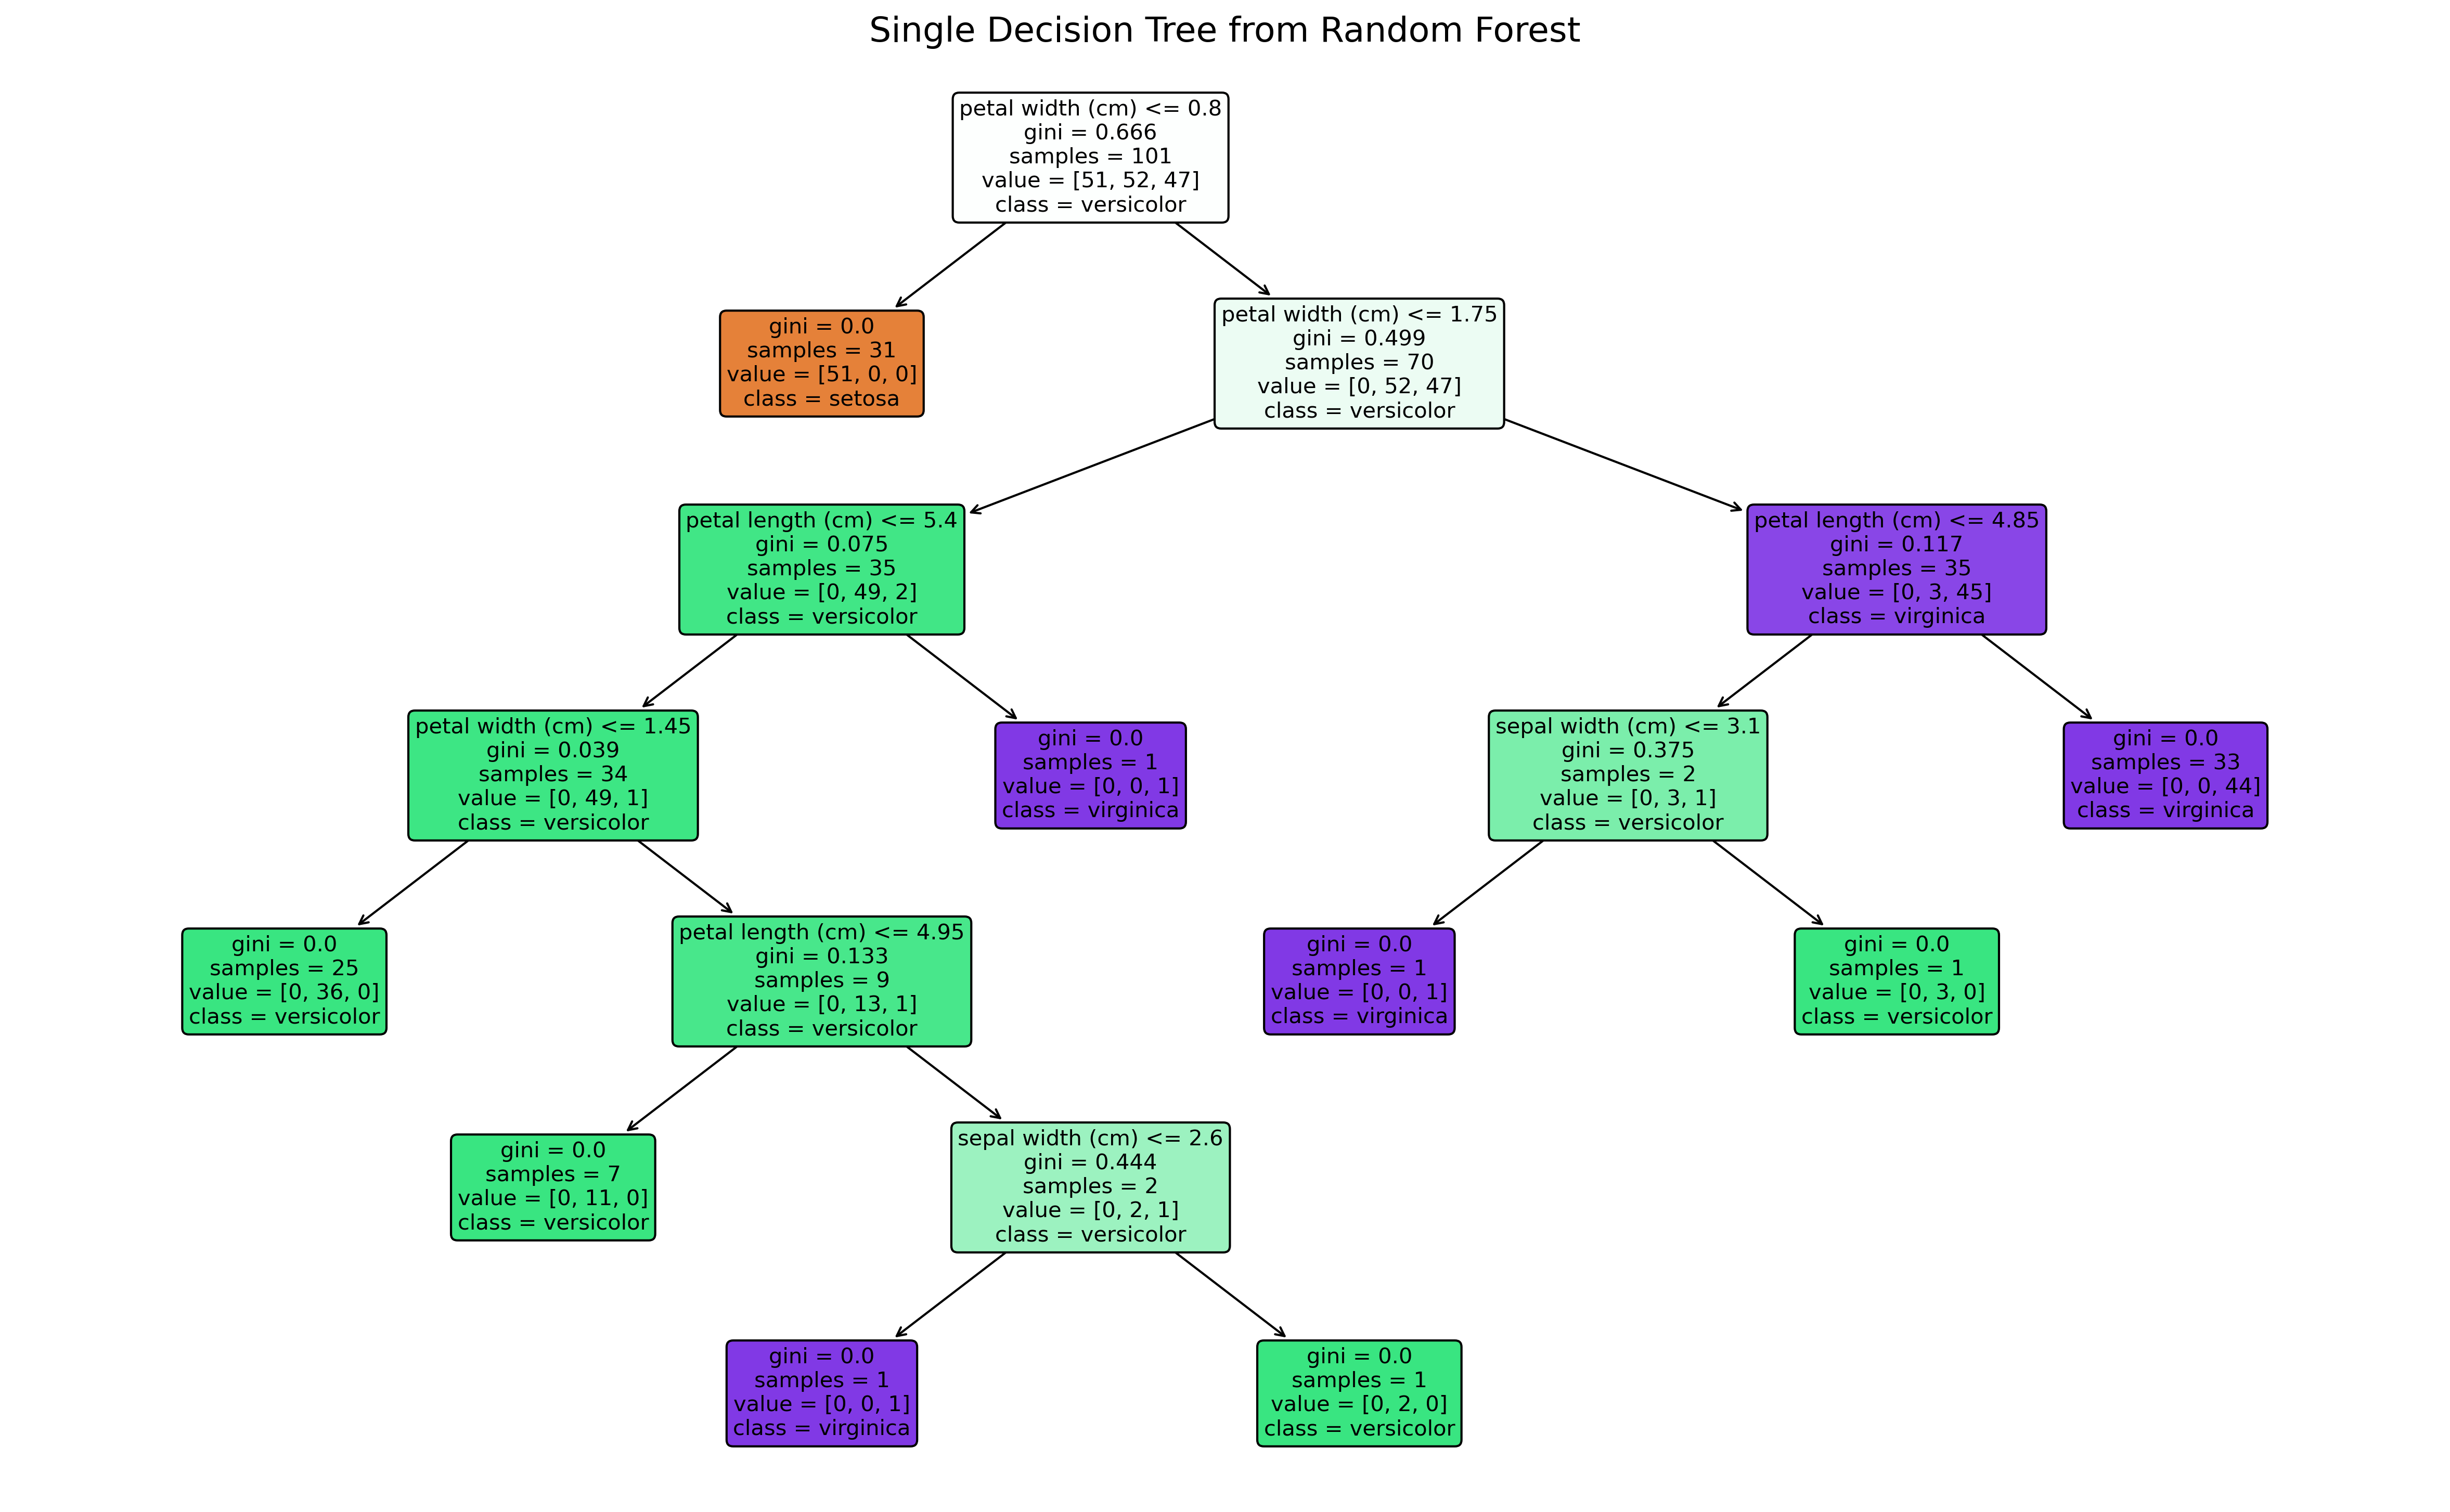 Single Decision Tree from Random Forest
petal width (cm) <= 0.8
gini = 0.666
samples = 101
value = [51, 52, 47]
class = versicolor
gini = 0.0
samples = 31
value = [51, 0, 0]
class = setosa
petal width (cm) <= 1.75
gini = 0.499
samples = 70
value = [0, 52, 47]
class = versicolor
petal length (cm) <= 5.4
gini = 0.075
samples = 35
value = [0, 49, 2]
class = versicolor
petal length (cm) <= 4.85
gini = 0.117
samples = 35
value = [0, 3, 45]
class = virginica
petal width (cm) <= 1.45
gini = 0.039
samples = 34
value = [0, 49, 1]
class = versicolor
gini = 0.0
samples = 1
value = [0, 0, 1]
class = virginica
sepal width (cm) <= 3.1
gini = 0.375
samples = 2
value = [0, 3, 1]
class = versicolor
gini = 0.0
samples = 33
value = [0, 0, 44]
class = virginica
gini = 0.0
samples = 25
value = [0, 36, 0]
class = versicolor
petal length (cm) <= 4.95
gini = 0.133
samples = 9
value = [0, 13, 1]
class = versicolor
gini = 0.0
samples = 1
value = [0, 0, 1]
class = virginica
gini = 0.0
samples = 1
value = [0, 3, 0]
class = versicolor
gini = 0.0
samples = 7
value = [0, 11, 0]
class = versicolor
sepal width (cm) <= 2.6
gini = 0.444
samples = 2
value = [0, 2, 1]
class = versicolor
gini = 0.0
samples = 1
value = [0, 0, 1]
class = virginica
gini = 0.0
samples = 1
value = [0, 2, 0]
class = versicolor